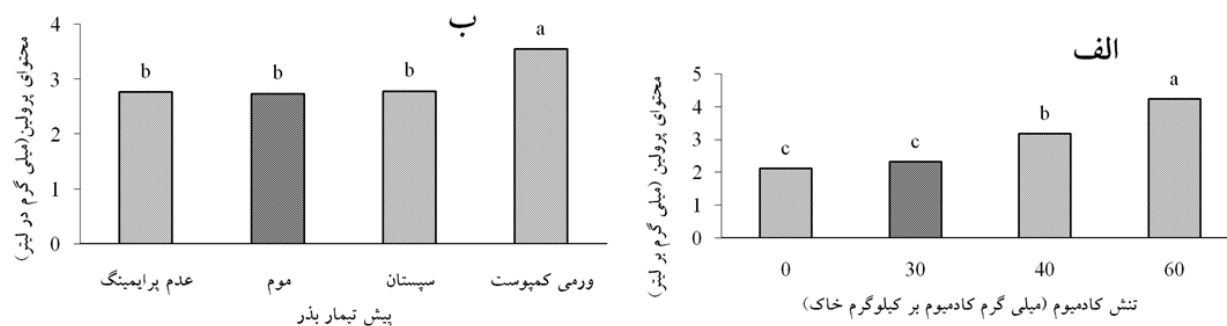 الف
محتوای پرولین (میلی گرم بر لیتر)
5
4
3
2
1
0
c
c
b
a
0 30 40 60
تنش کادمیوم (میلی گرم کادمیوم بر کیلوگرم خاک)
ب
محتوای پرولین(میلی گرم در لیتر)
4
3
2
1
0
b
b
b
a
عدم پرایمینگ
موم
سپستان
ورمی کمپوست
پیش تیمار بذر